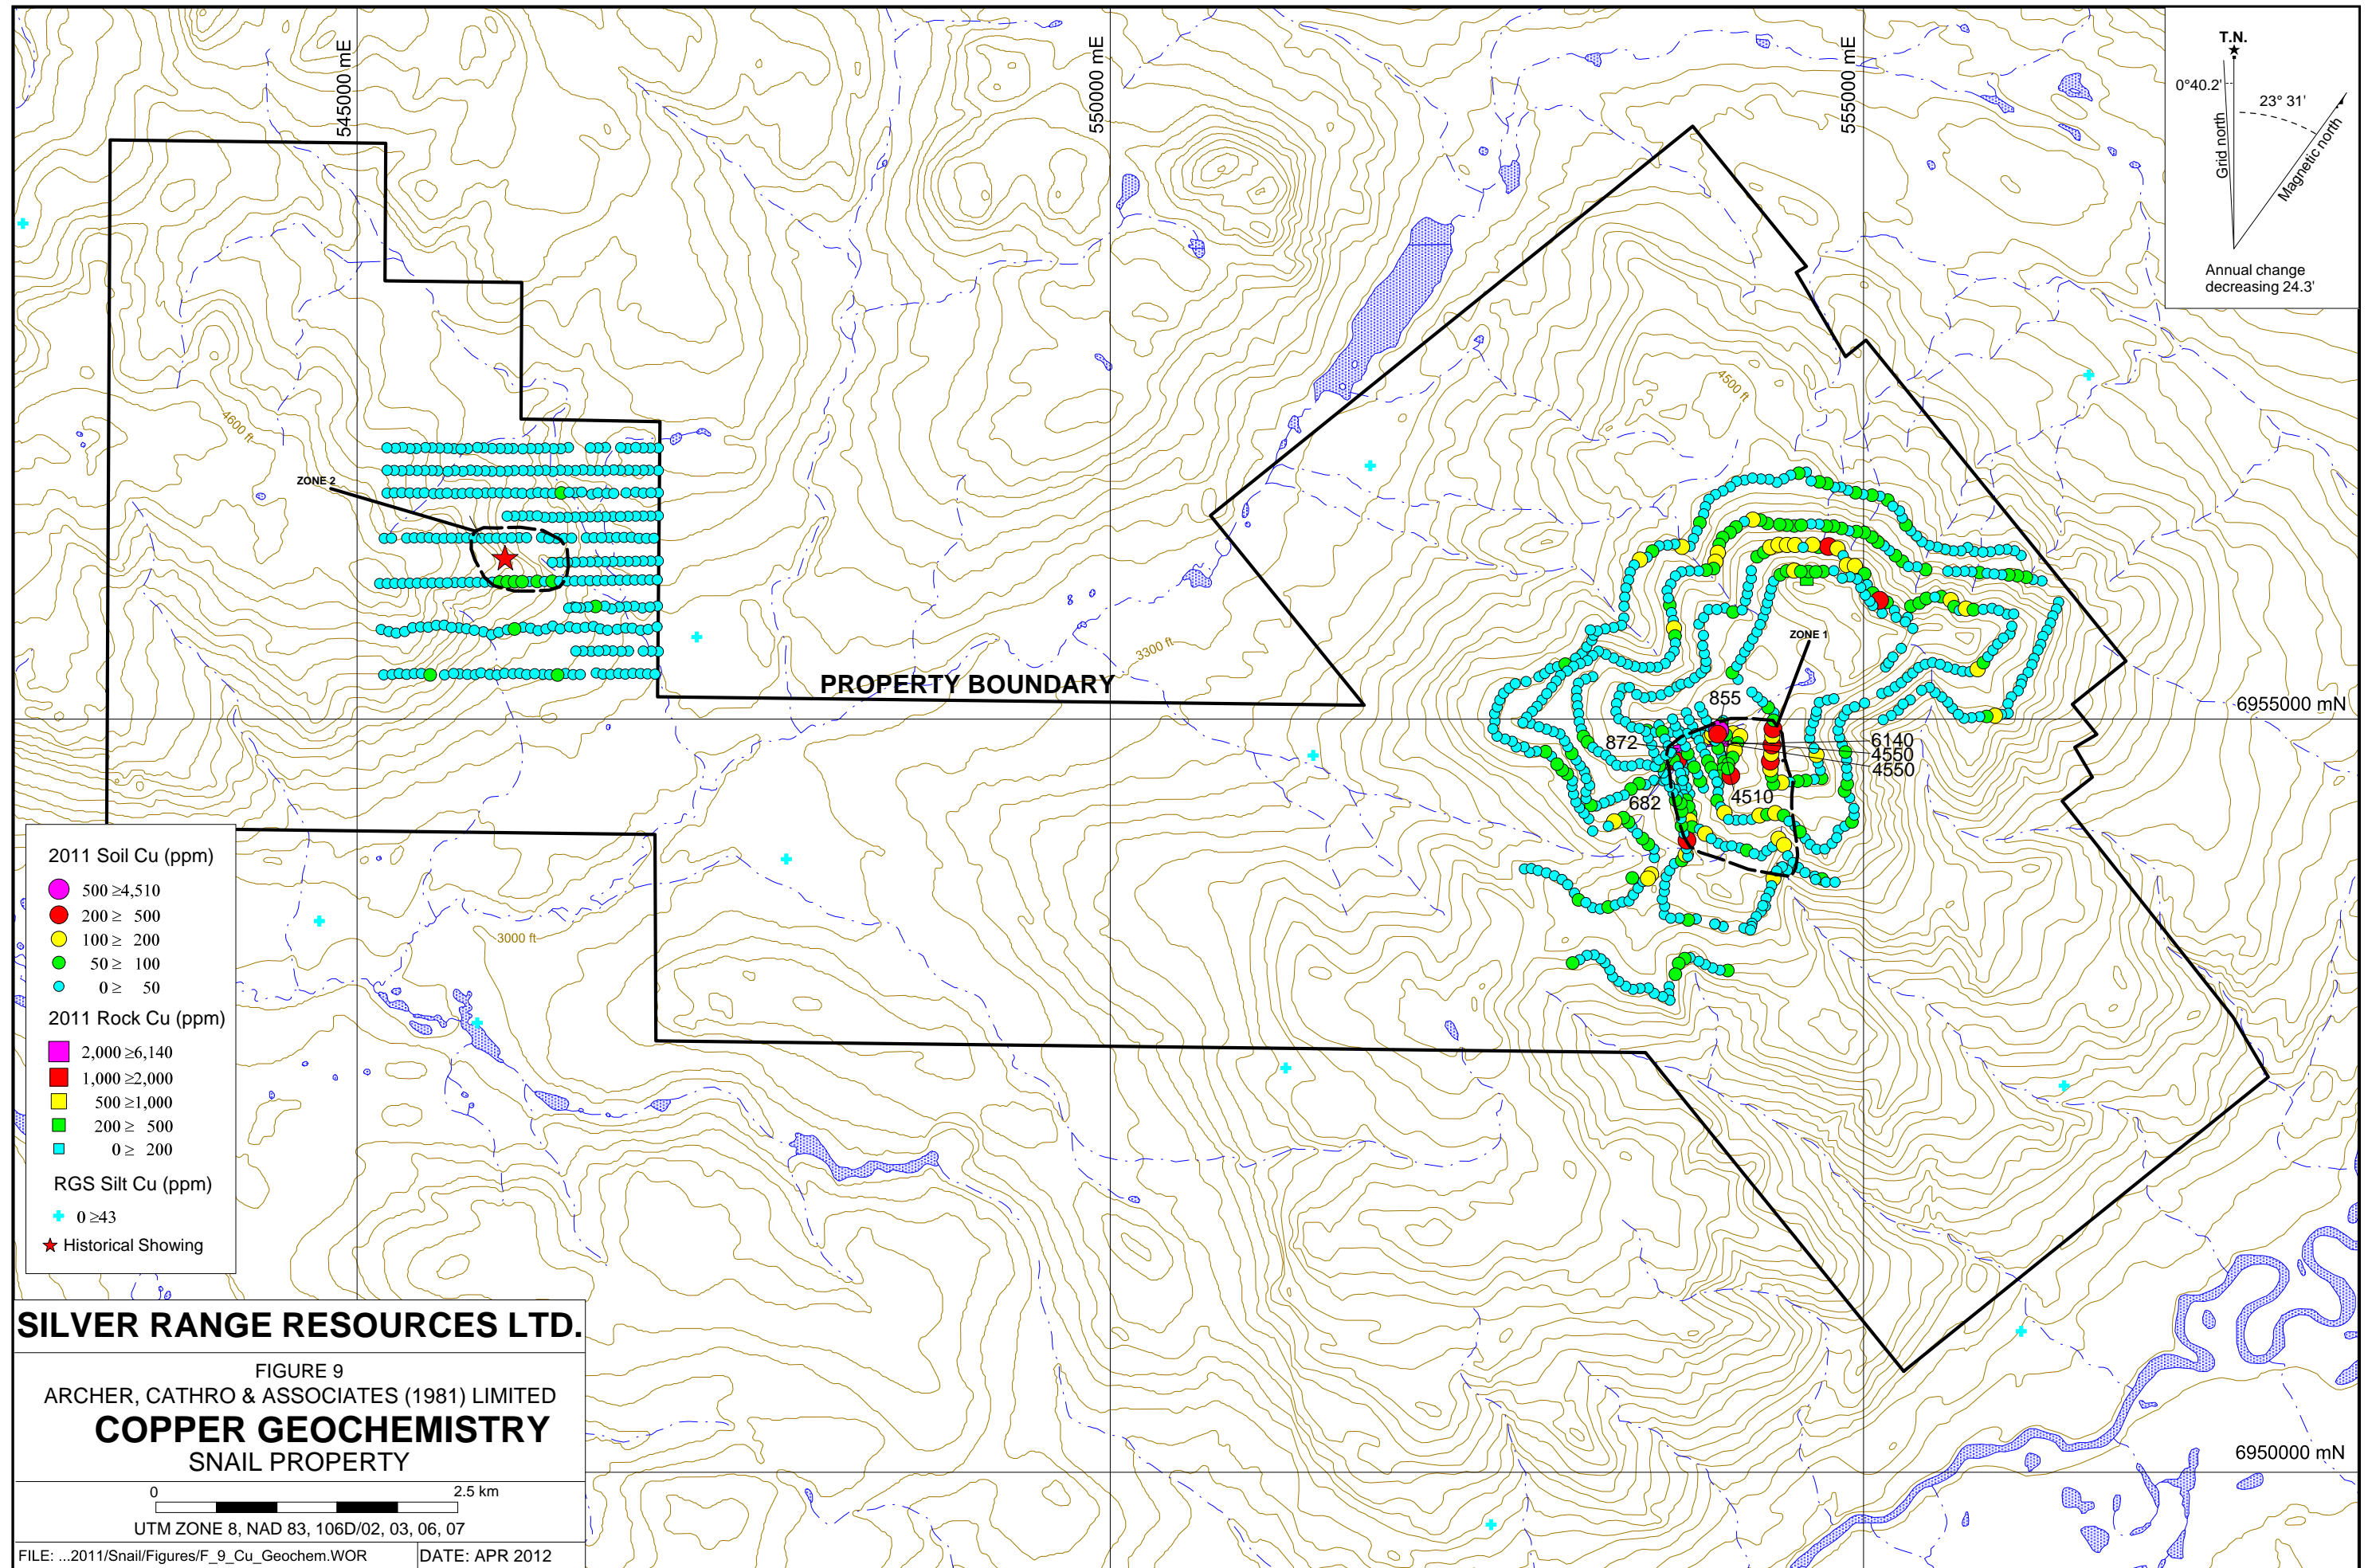 545000 mE
550000 mE
555000 mE
T.N.
0°40.2'
23° 31'
Grid north
Magnetic north
Annual change
decreasing 24.3'
4500 ft
4600 ft
ZONE 2
ZONE 1
3300 ft
PROPERTY BOUNDARY
855
6955000 mN
872
6140
4550
4550
682
4510
3000 ft
2011 Soil Cu (ppm)
500 ≥4,510
200 ≥ 500
100 ≥ 200
50 ≥ 100
0 ≥ 50
2011 Rock Cu (ppm)
2,000 ≥6,140
1,000 ≥2,000
500 ≥1,000
200 ≥ 500
0 ≥ 200
RGS Silt Cu (ppm)
0 ≥43
Historical Showing
6950000 mN
SILVER RANGE RESOURCES LTD.
FIGURE 9
ARCHER, CATHRO & ASSOCIATES (1981) LIMITED
COPPER GEOCHEMISTRY
SNAIL PROPERTY
0 2.5 km
UTM ZONE 8, NAD 83, 106D/02, 03, 06, 07
FILE: ...2011/Snail/Figures/F_9_Cu_Geochem.WOR DATE: APR 2012